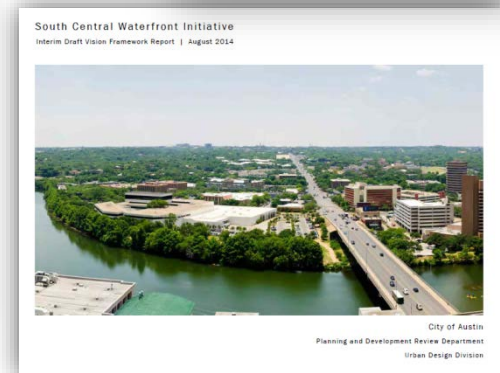 South Central Waterfront Initiative
Interim Draft Vision Framework Report | August 2014
City of Austin
Planning and Development Review Department
Urban Design Division